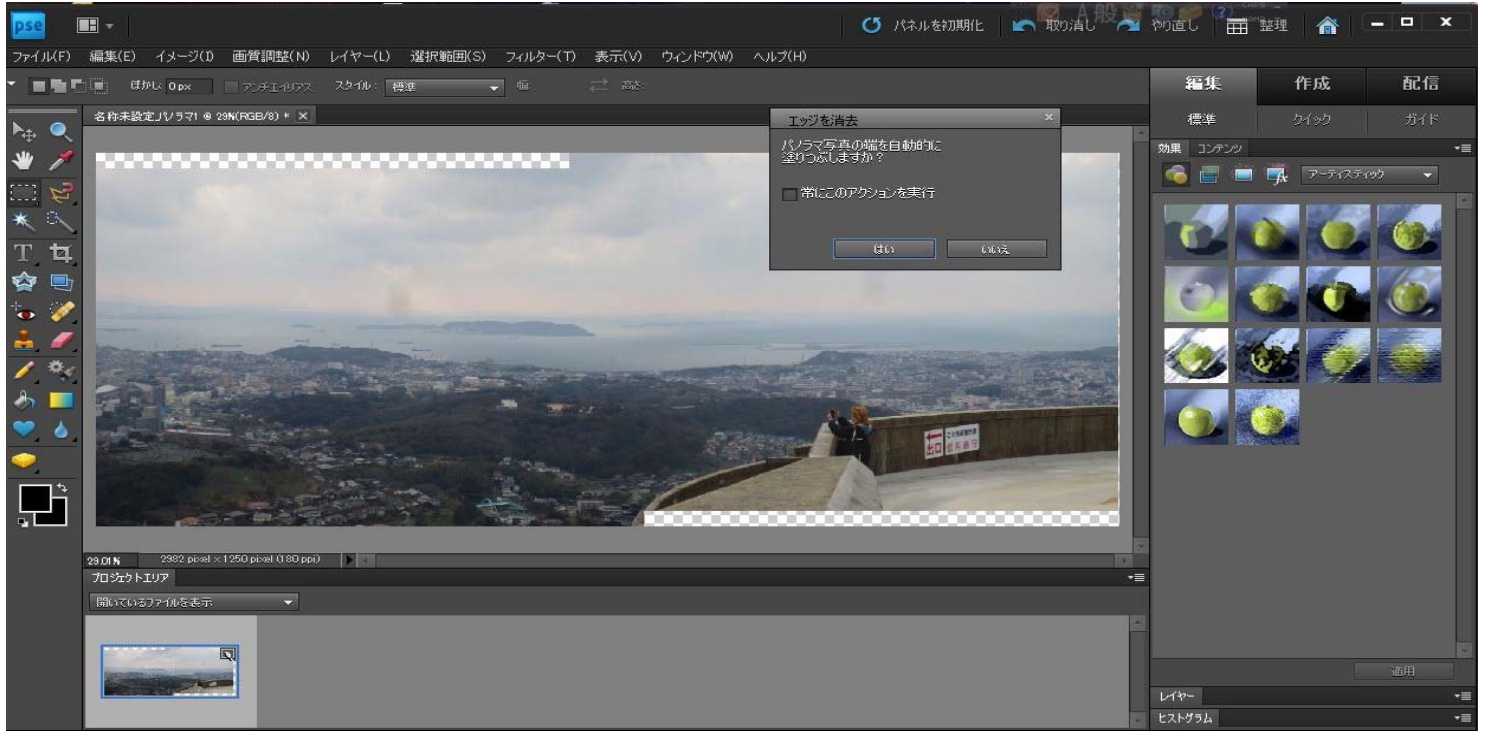 pse
パネルを初期化
取り消し
やり直し
整理
ファイル(F) 編集(E) イメージ(I) 画質調整(N) レイヤー(L) 選択範囲(S) フィルター(T) 表示(V) ウィンドウ(W) ヘルプ(H)
ぼかし: 0 px アンチエイリアス スタイル: 標準 幅: 高さ:
編集 作成 配信
標準 クイック ガイド
名称未設定_パノラマ1 @ 29%(RGB/8) *
エッジを消去
パノラマ写真の端を自動的に
塗りつぶしますか?
常にこのアクションを実行
はい いいえ
効果 コンテンツ
アーティスティック
出口
29.01% 2982 pixel x 1250 pixel (180 ppi)
プロジェクトエリア
開いているファイルを表示
適用
レイヤー
ヒストグラム